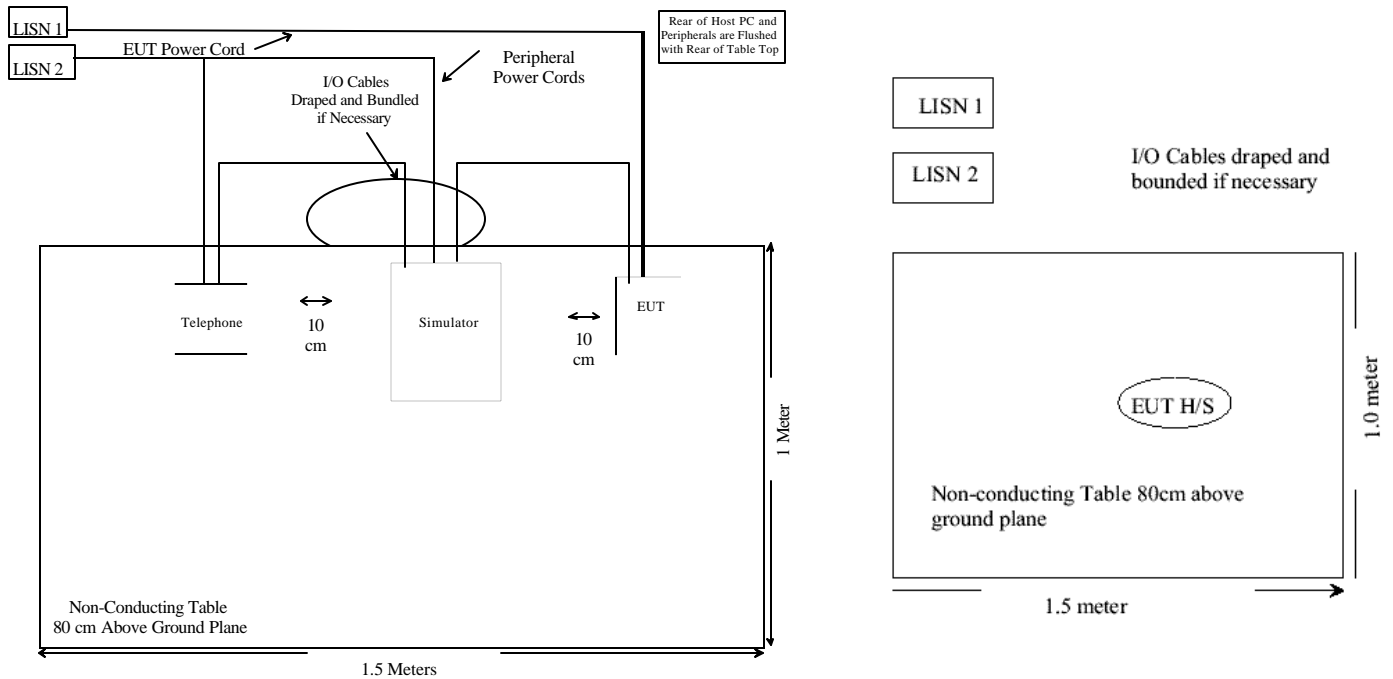 LISN 1
EUT Power Cord
LISN 2
Rear of Host PC and
Peripherals are Flushed
with Rear of Table Top
Peripheral
Power Cords
I/O Cables
Draped and Bundled
if Necessary
Telephone
10
cm
Simulator
10
cm
EUT
1 Meter
Non-Conducting Table
80 cm Above Ground Plane
1.5 Meters
LISN 1
LISN 2
I/O Cables draped and
bounded if necessary
EUT H/S
Non-conducting Table 80cm above
ground plane
1.0 meter
1.5 meter